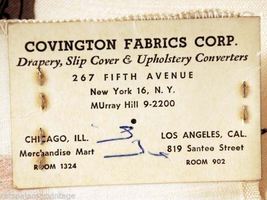 COVINGTON FABRICS CORP.
Drapery, Slip Cover & Upholstery Converters
267 FIFTH AVENUE
New York 16, N. Y.
MUrray Hill 9-2200
CHICAGO, ILL.
Merchandise Mart
ROOM 1324
LOS ANGELES, CAL.
819 Santee Street
ROOM 902